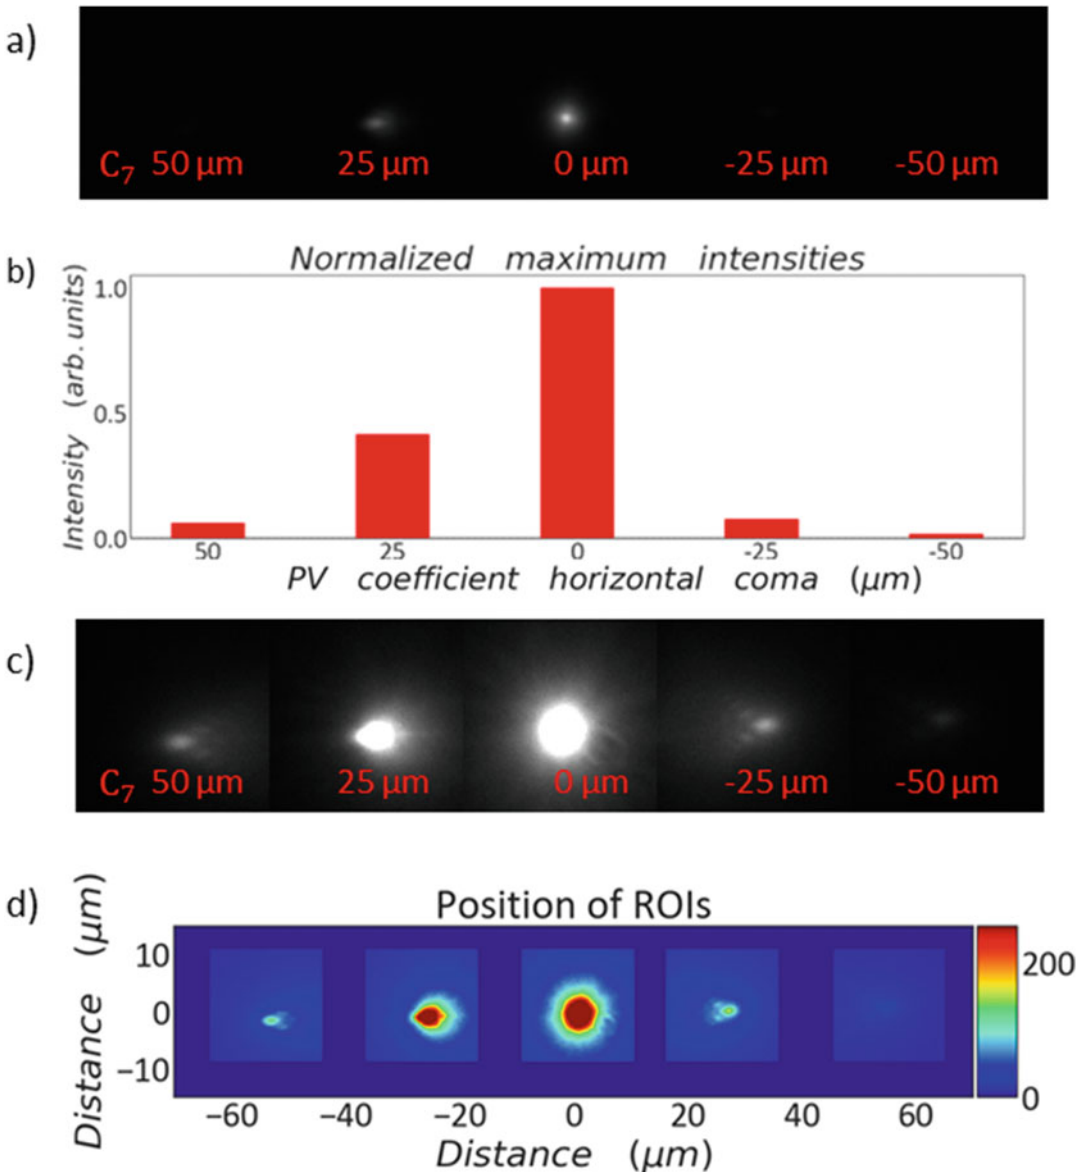 a)
C₇ 50 μm 25 μm 0 μm -25 μm -50 μm
b)
Normalized maximum intensities
Intensity (arb. units)
1.0
0.5
0.0
50 25 0 -25 -50
PV coefficient horizontal coma (μm)
c)
C₇ 50 μm 25 μm 0 μm -25 μm -50 μm
d)
Position of ROIs
Distance (μm)
10
0
−10
200
0
−60 −40 −20 0 20 40 60
Distance (μm)